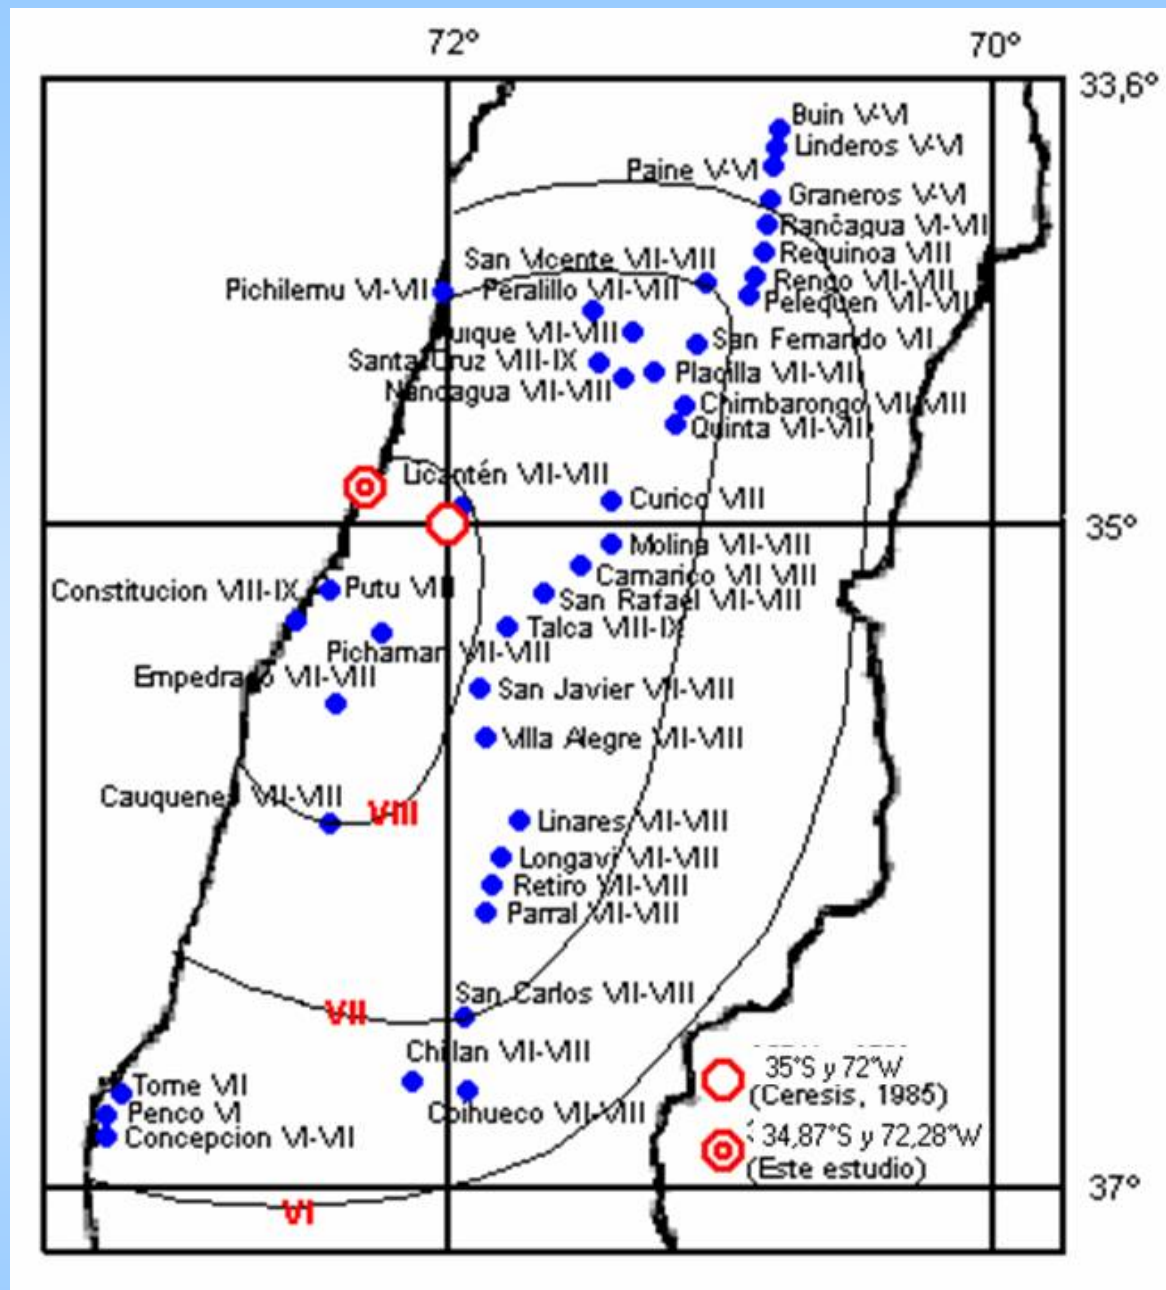 72° 70°
33,6°
Buin V-VI
Linderos V-VI
Paine V-VI
Graneros V-VI
Rancagua VI-VII
San Vicente VII-VIII
Requinoa VIII
Pichilemu VI-VII
Peralillo VII-VIII
Rengo VII-VIII
Pelequen VII-VIII
uique VII-VIII
San Fernando VII
Santa Cruz VIII-IX
Placilla VII-VII
Nancagua VII-VIII
Chimbarongo VII-VIII
Quinta VII-VII
Licantén VII-VIII
Curico VIII
35°
Molina VII-VIII
Camarico VII VIII
Constitucion VIII-IX
Putu VII
San Rafael VII-VIII
Talca VIII-IX
Pichaman VII-VIII
Empedrado VII-VIII
San Javier VII-VIII
Villa Alegre VII-VIII
Cauquenes VII-VIII
VIII
Linares VII-VIII
Longavi VII-VIII
Retiro VII-VIII
Parral VII-VIII
San Carlos VII-VIII
VII
Chillan VII-VIII
Tome VII
Penco VI
Coihueco VII-VIII
Concepcion VI-VII
35°S y 72°W
(Ceresis, 1985)
34,87°S y 72,28°W
(Este estudio)
37°
VI